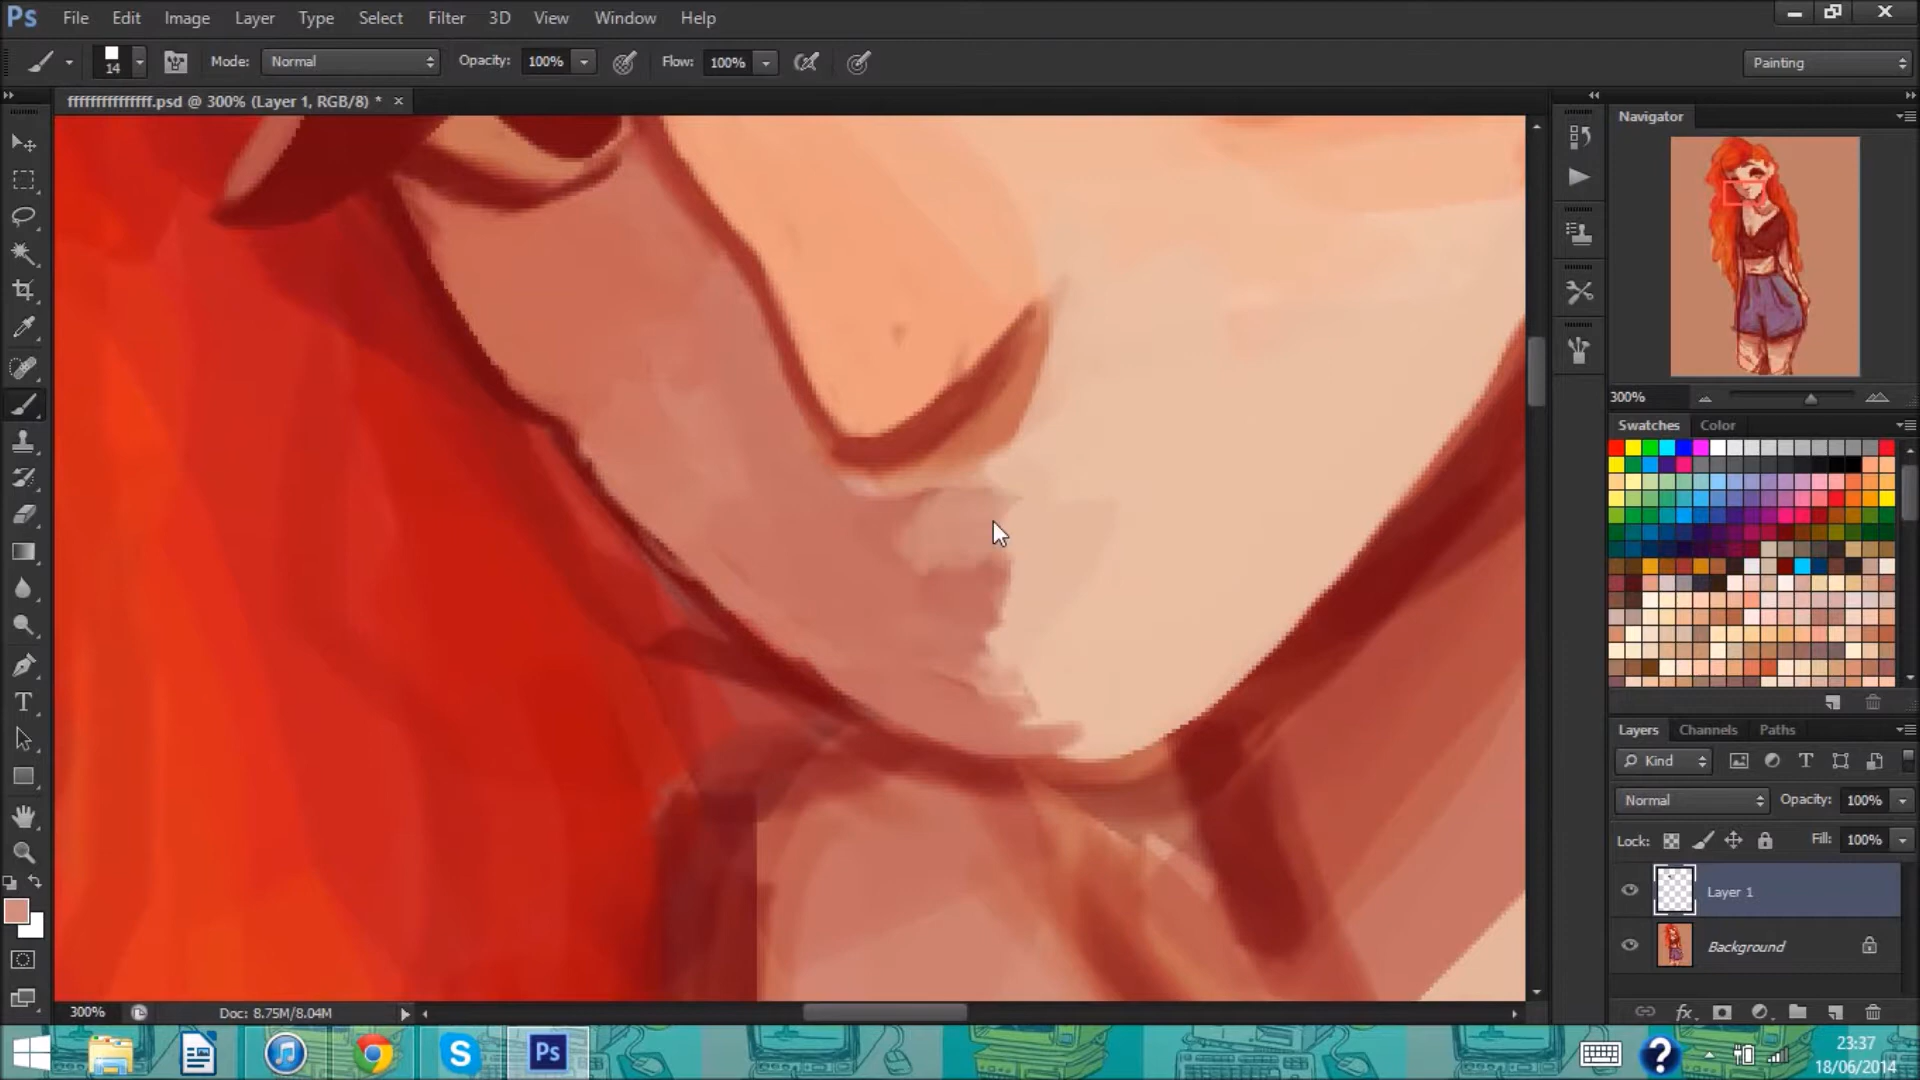 Ps File Edit Image Layer Type Select Filter 3D View Window Help
14 Mode: Normal Opacity: 100% Flow: 100% Painting
fffffffffffffff.psd @ 300% (Layer 1, RGB/8) * ×
Navigator
300%
Swatches Color
Layers Channels Paths
Kind
Normal Opacity: 100%
Lock: Fill: 100%
Layer 1
Background
300% Doc: 8.75M/8.04M
23:37
18/06/2014